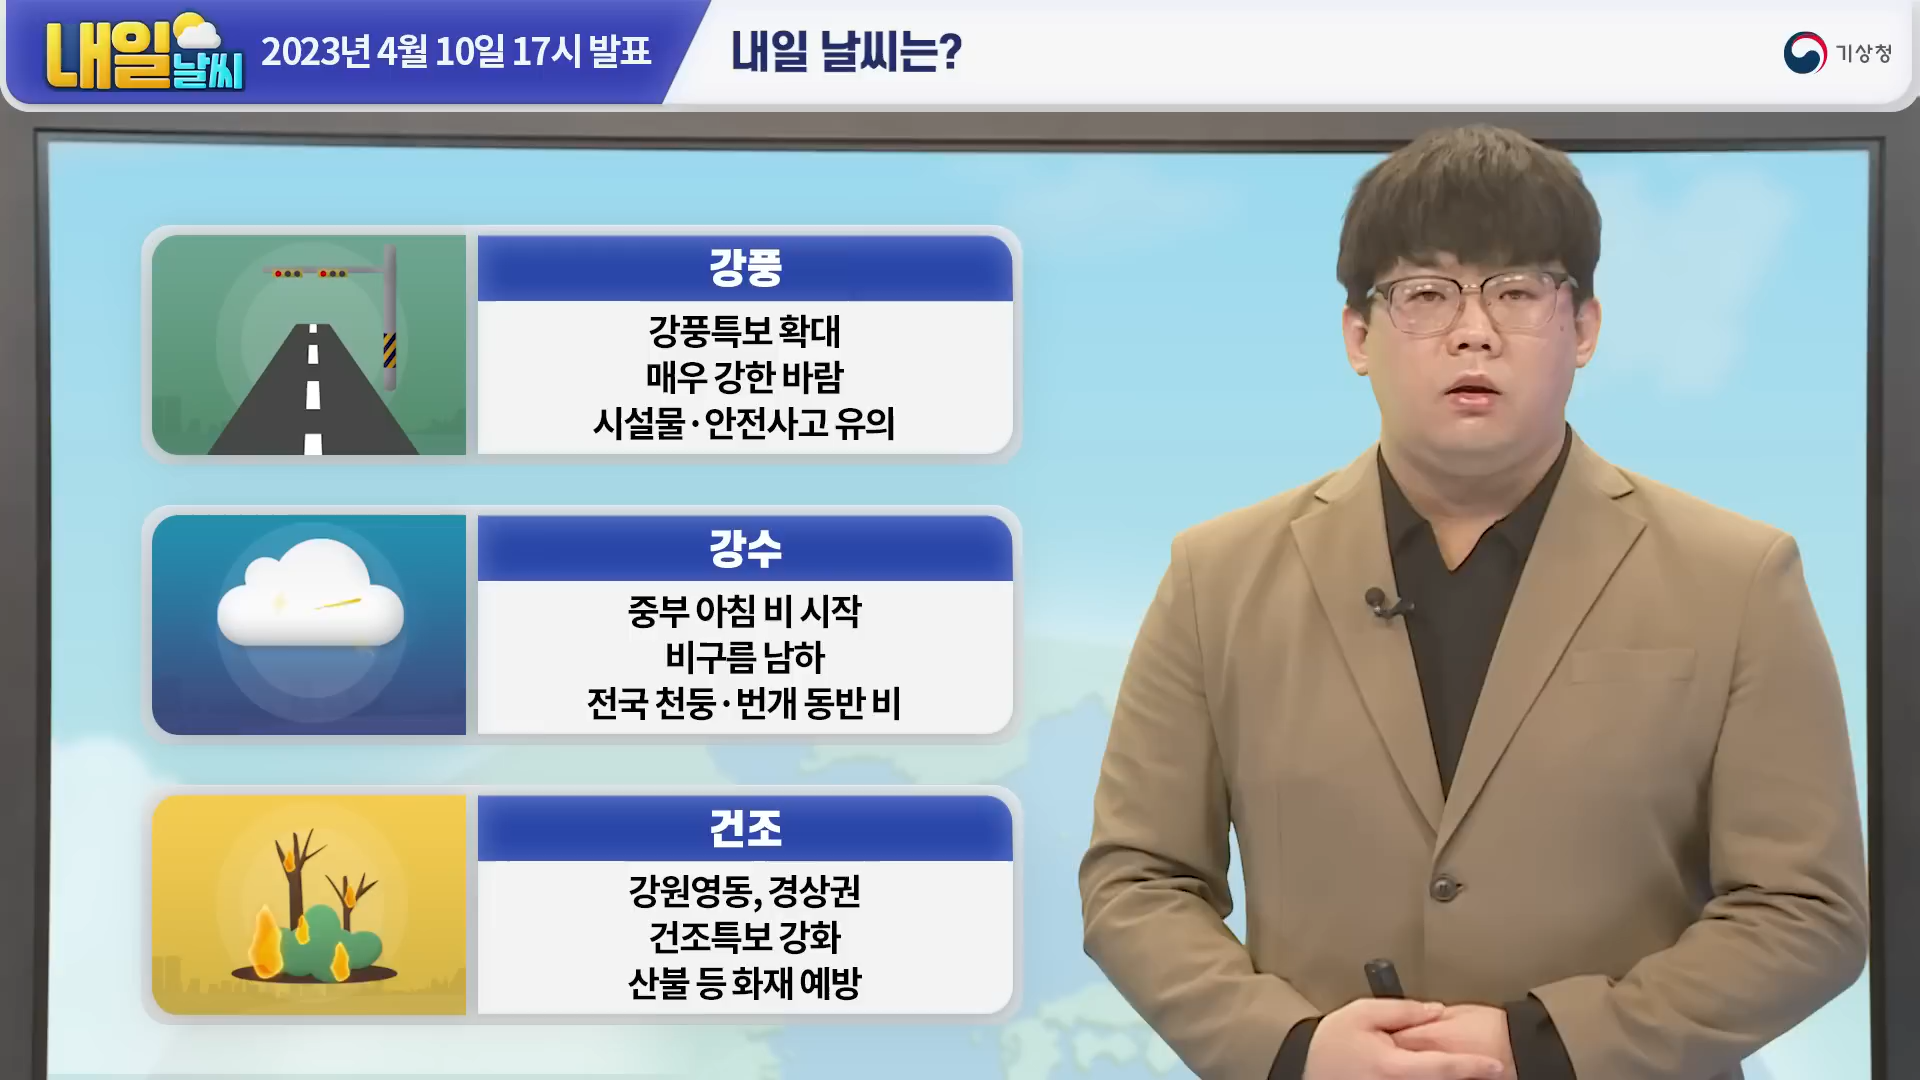 내일 날씨
2023년 4월 10일 17시 발표
내일 날씨는?
기상청
강풍
강풍특보 확대
매우 강한 바람
시설물·안전사고 유의
강수
중부 아침 비 시작
비구름 남하
전국 천둥·번개 동반 비
건조
강원영동, 경상권
건조특보 강화
산불 등 화재 예방